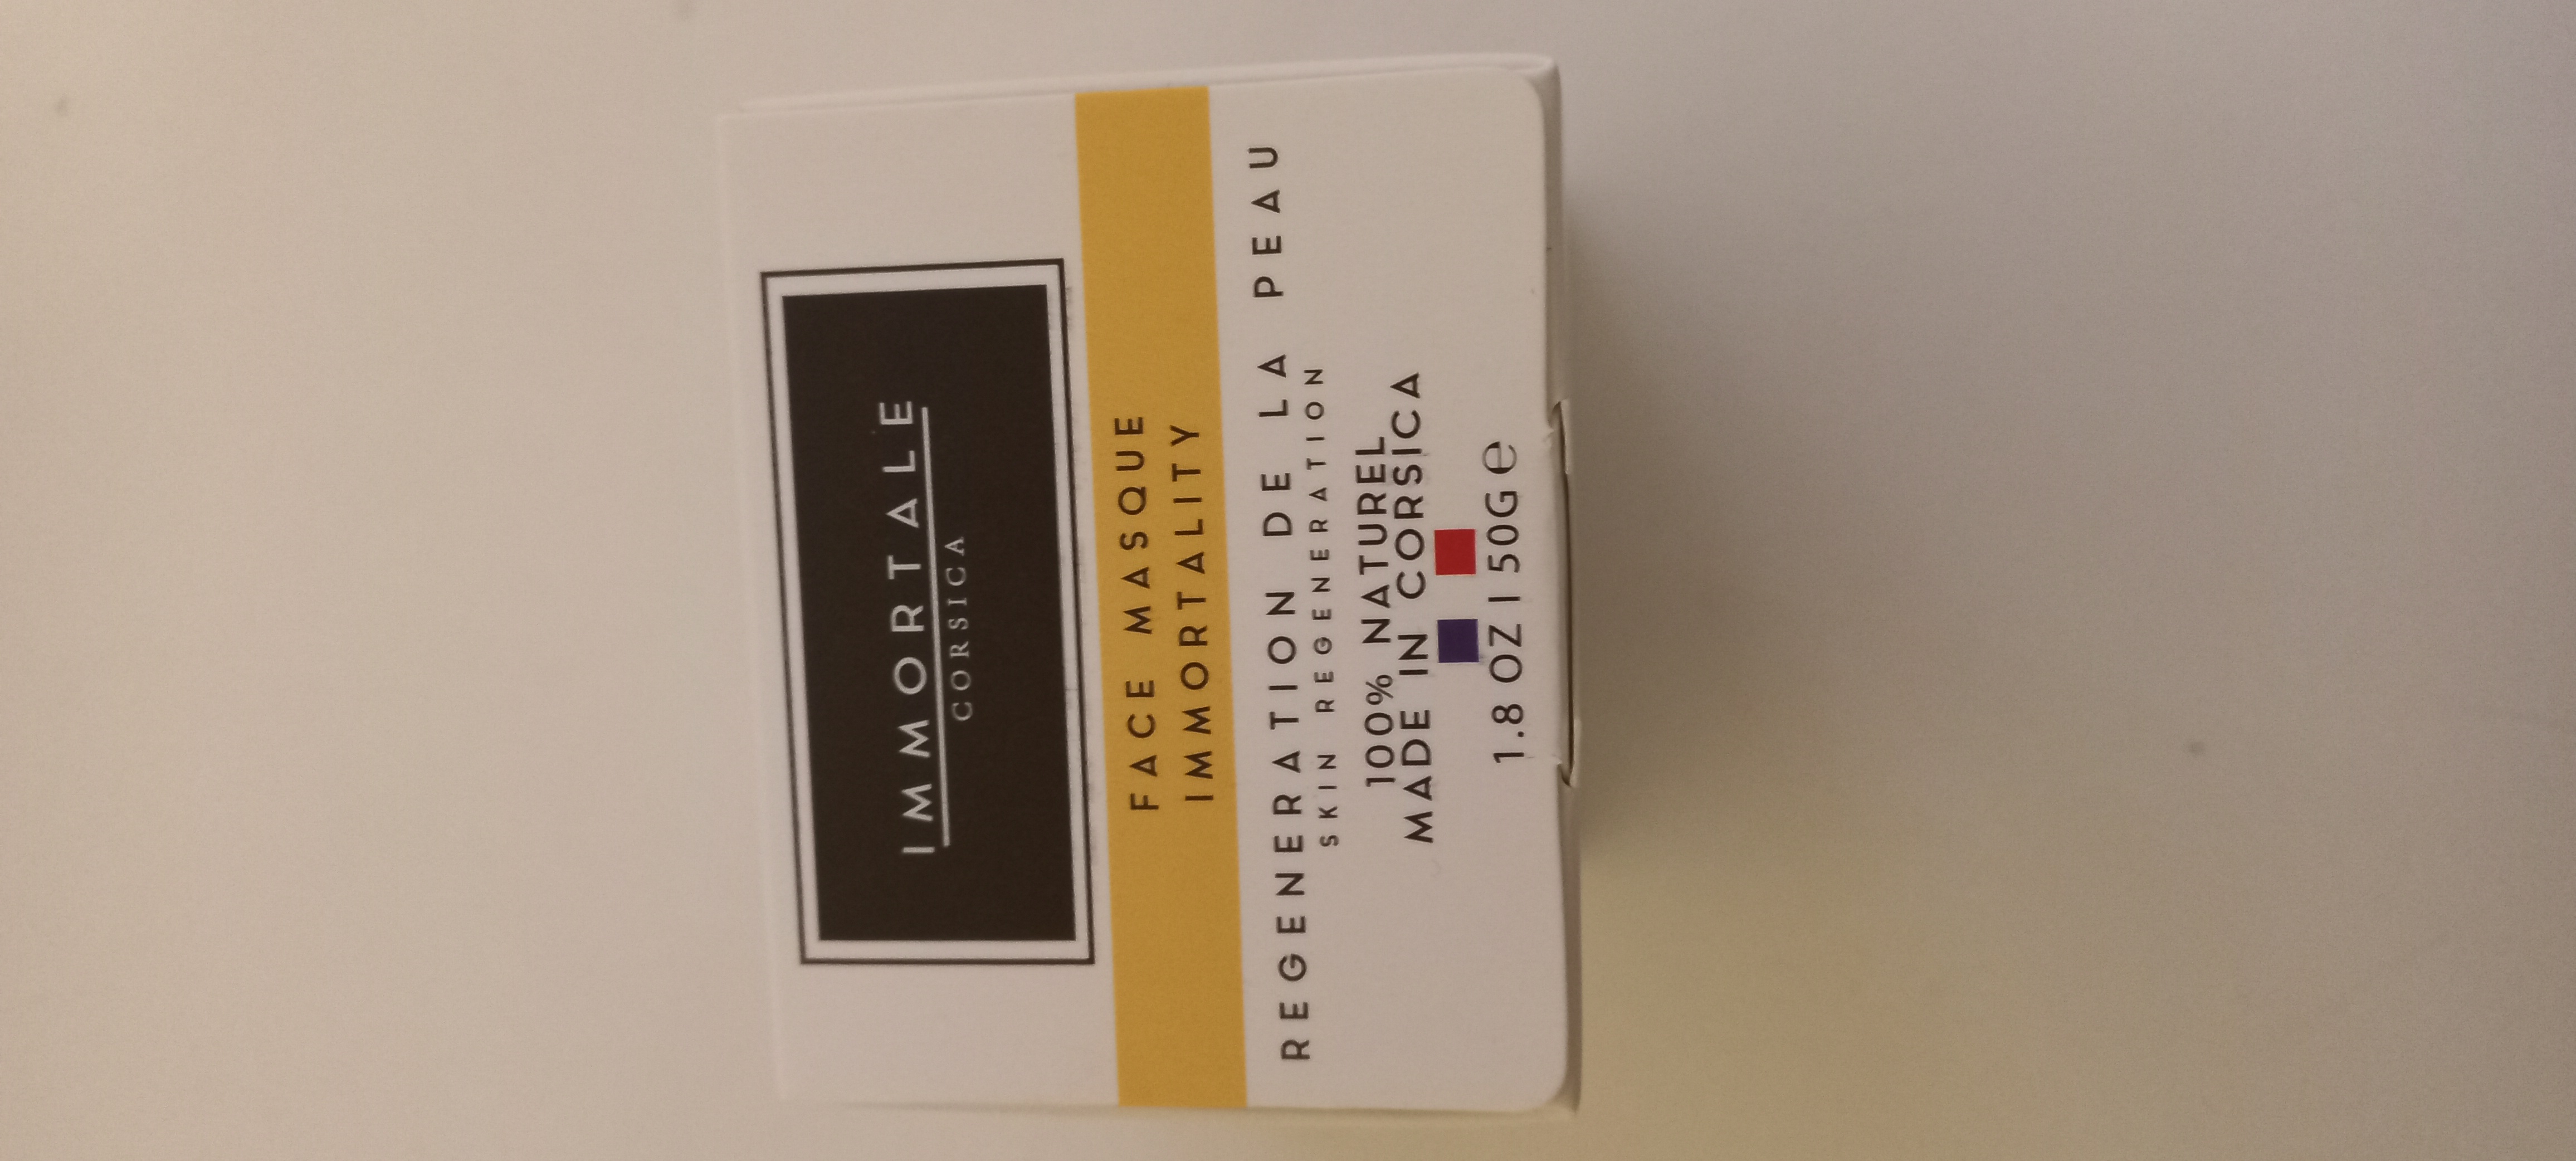 IMMORTALE
CORSICA
FACE MASQUE
IMMORTALITY
REGENERATION DE LA PEAU
SKIN REGENERATION
100% NATUREL
MADE IN CORSICA
1.8 OZ I 50G e